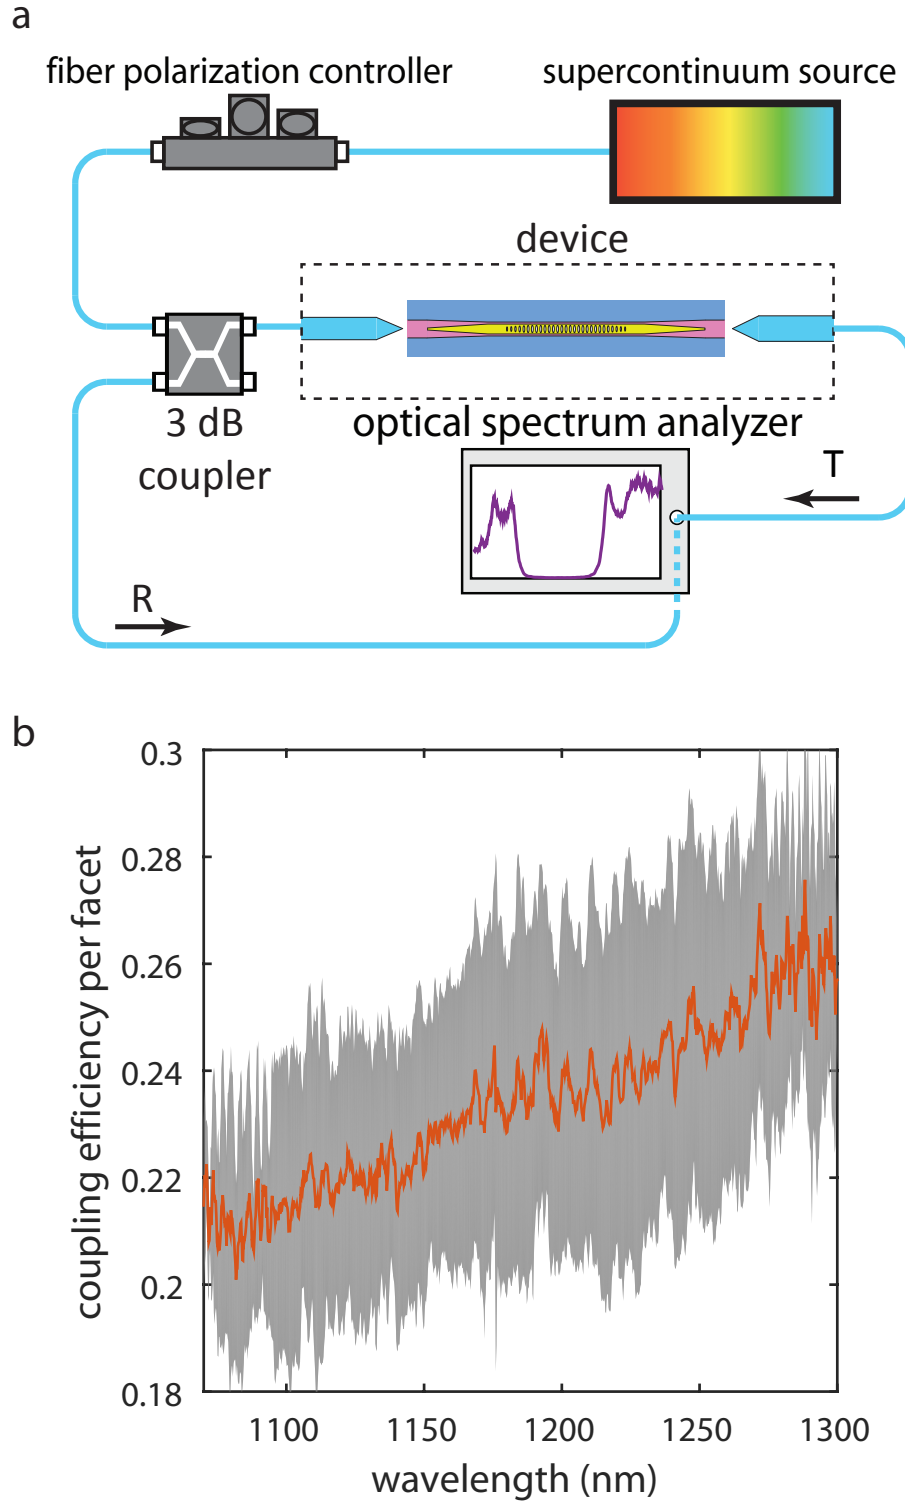 a
fiber polarization controller
supercontinuum source
device
3 dB
coupler
optical spectrum analyzer
T
R
b
coupling efficiency per facet
0.3
0.28
0.26
0.24
0.22
0.2
0.18
1100
1150
1200
1250
1300
wavelength (nm)